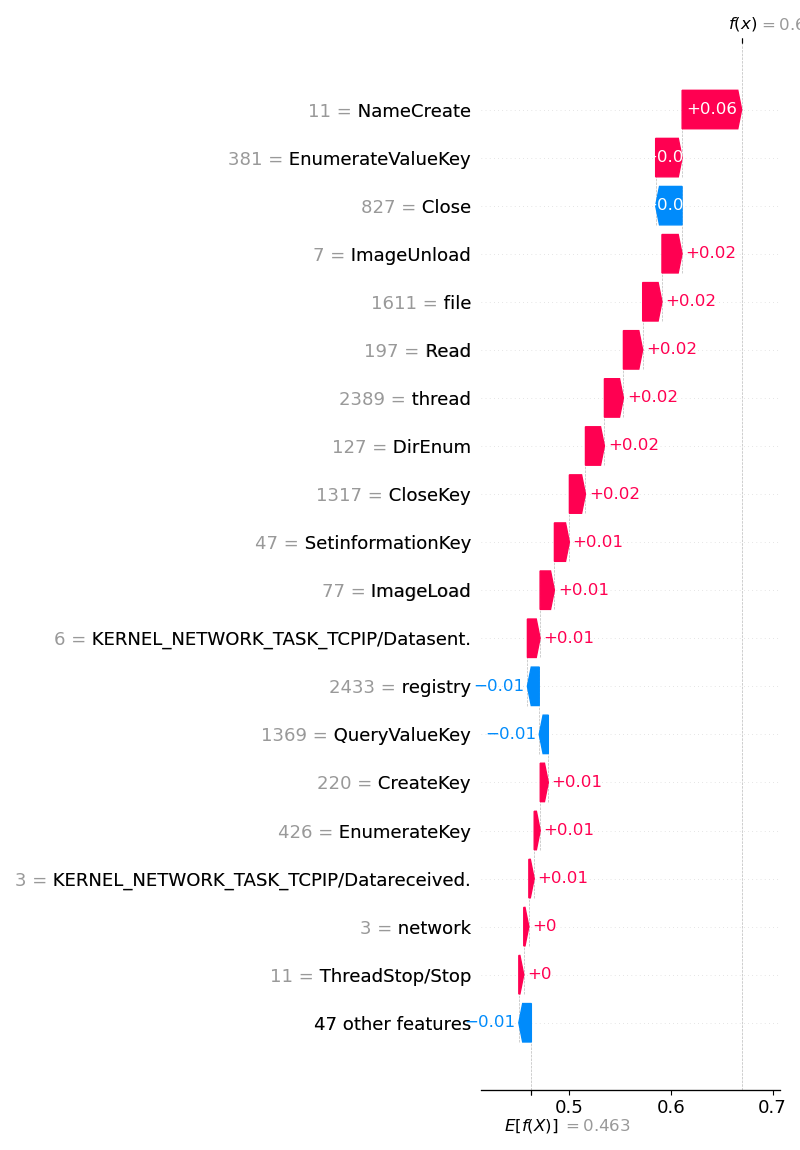 f(x) = 0.6
11 = NameCreate
+0.06
381 = EnumerateValueKey
0.0
827 = Close
0.0
7 = ImageUnload
+0.02
1611 = file
+0.02
197 = Read
+0.02
2389 = thread
+0.02
127 = DirEnum
+0.02
1317 = CloseKey
+0.02
47 = SetinformationKey
+0.01
77 = ImageLoad
+0.01
6 = KERNEL_NETWORK_TASK_TCPIP/Datasent.
+0.01
2433 = registry
−0.01
1369 = QueryValueKey
−0.01
220 = CreateKey
+0.01
426 = EnumerateKey
+0.01
3 = KERNEL_NETWORK_TASK_TCPIP/Datareceived.
+0.01
3 = network
+0
11 = ThreadStop/Stop
+0
47 other features
−0.01
0.5 0.6 0.7
E[f(X)] = 0.463